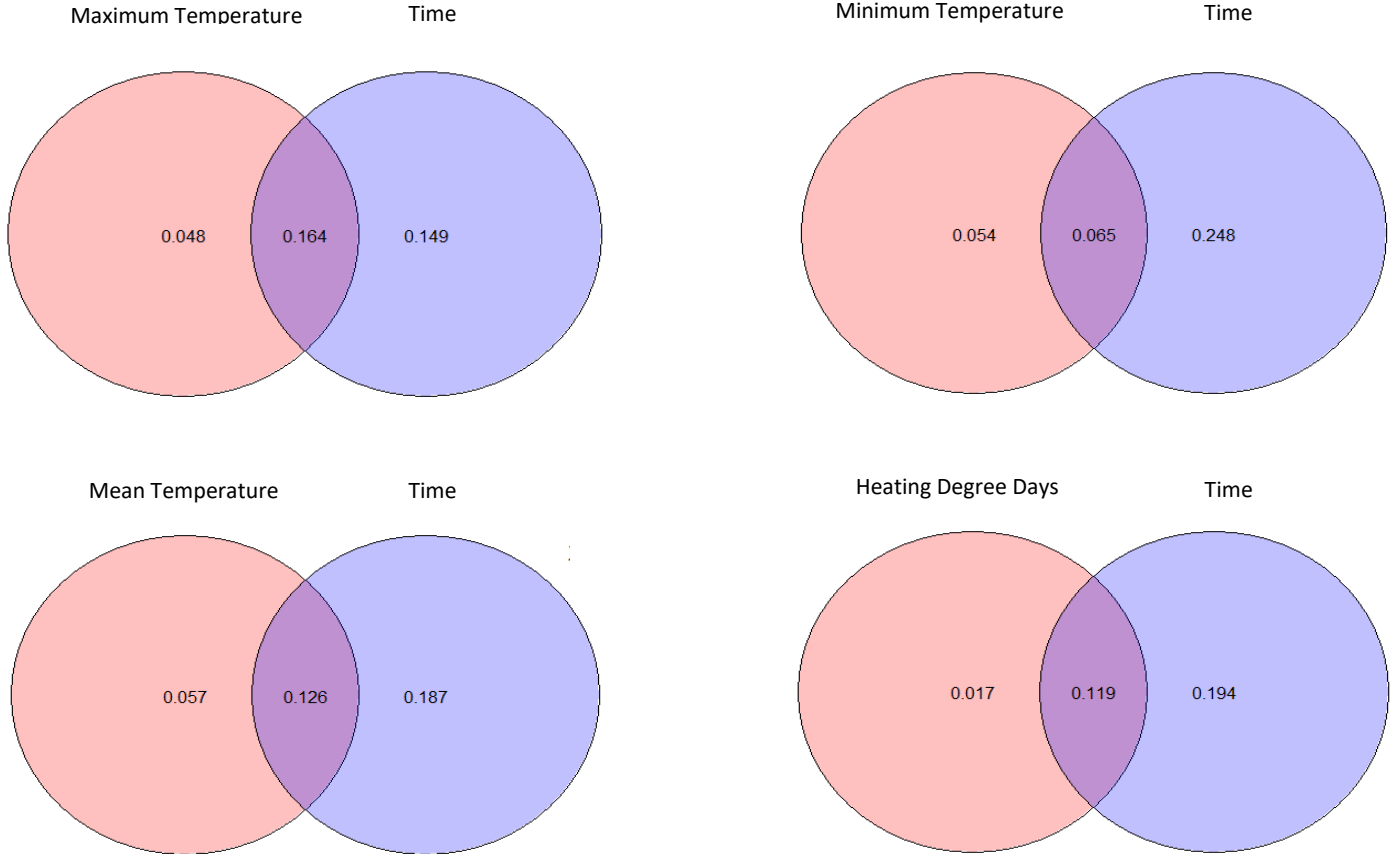 Maximum Temperature Time
Minimum Temperature Time
0.048 0.164 0.149
0.054 0.065 0.248
Mean Temperature Time
Heating Degree Days Time
0.057 0.126 0.187
0.017 0.119 0.194